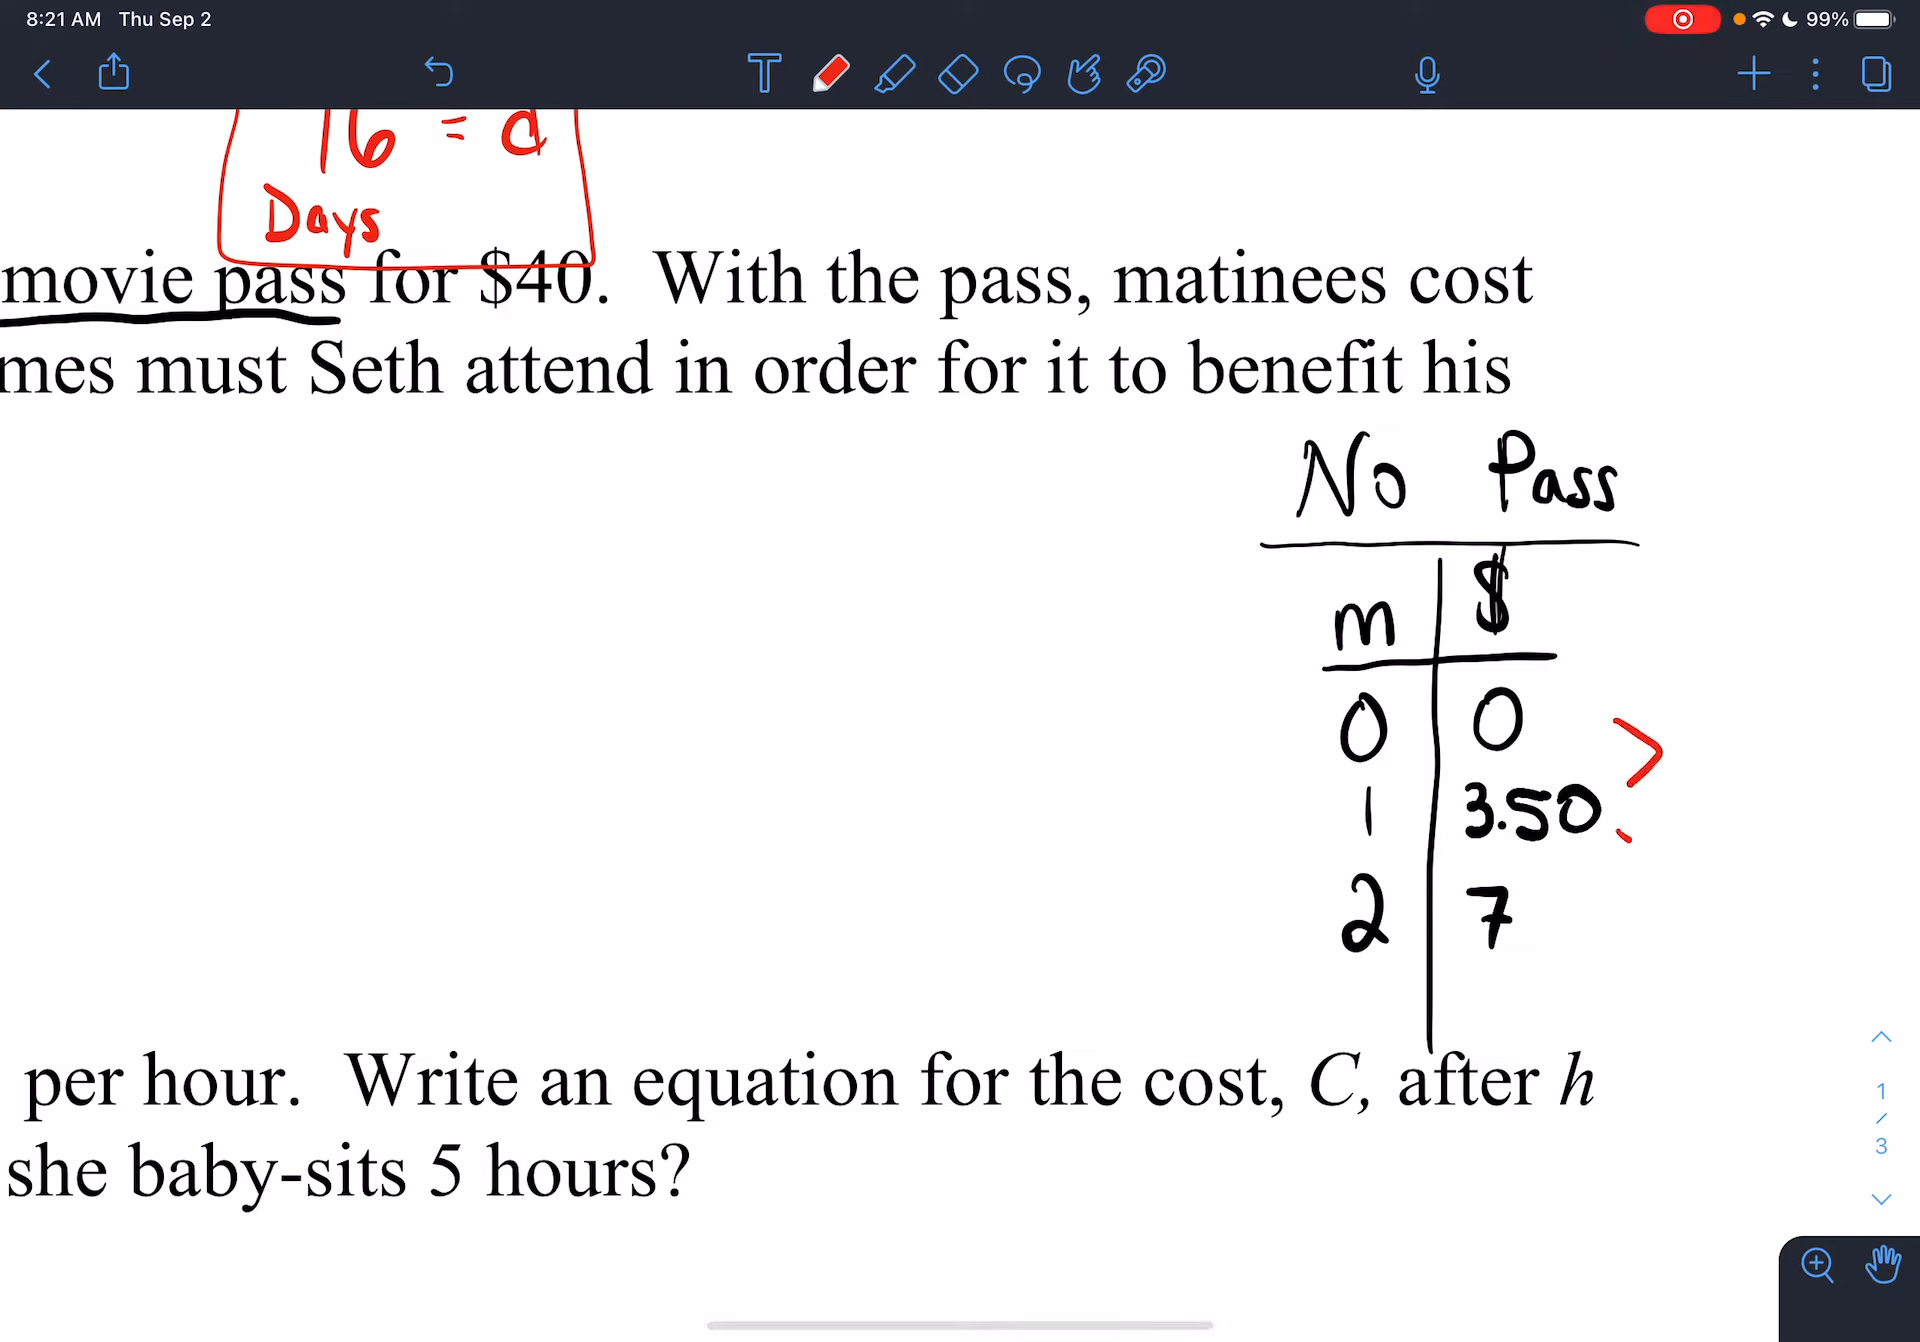 8:21 AM Thu Sep 2 99%
T
16 = d
Days
movie pass for $40. With the pass, matinees cost
mes must Seth attend in order for it to benefit his
No Pass
m $
0 0
1 3.50
2 7
per hour. Write an equation for the cost, C, after h
she baby-sits 5 hours?
1
/
3